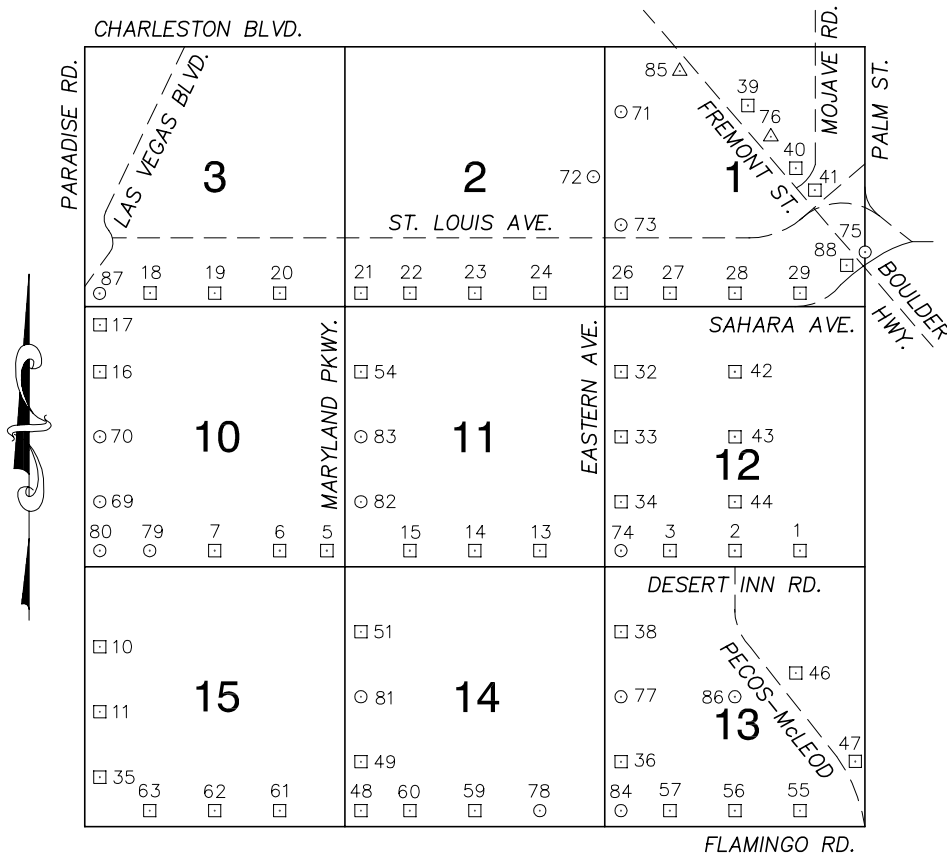 CHARLESTON BLVD.
PARADISE RD.
LAS VEGAS BLVD.
3
2
1
ST. LOUIS AVE.
FREMONT ST.
MOJAVE RD.
PALM ST.
85
39
71
76
40
72
41
73
75
88
BOULDER HWY.
87 18 19 20 21 22 23 24 26 27 28 29
17
SAHARA AVE.
16 54 32 42
MARYLAND PKWY.
EASTERN AVE.
70 10 83 11 33 43
12
69 82 34 44
80 79 7 6 5 15 14 13 74 3 2 1
DESERT INN RD.
51 38
10 46
PECOS-McLEOD
15 81 14 77 86
11 13
49 36 47
35
63 62 61 48 60 59 78 84 57 56 55
FLAMINGO RD.